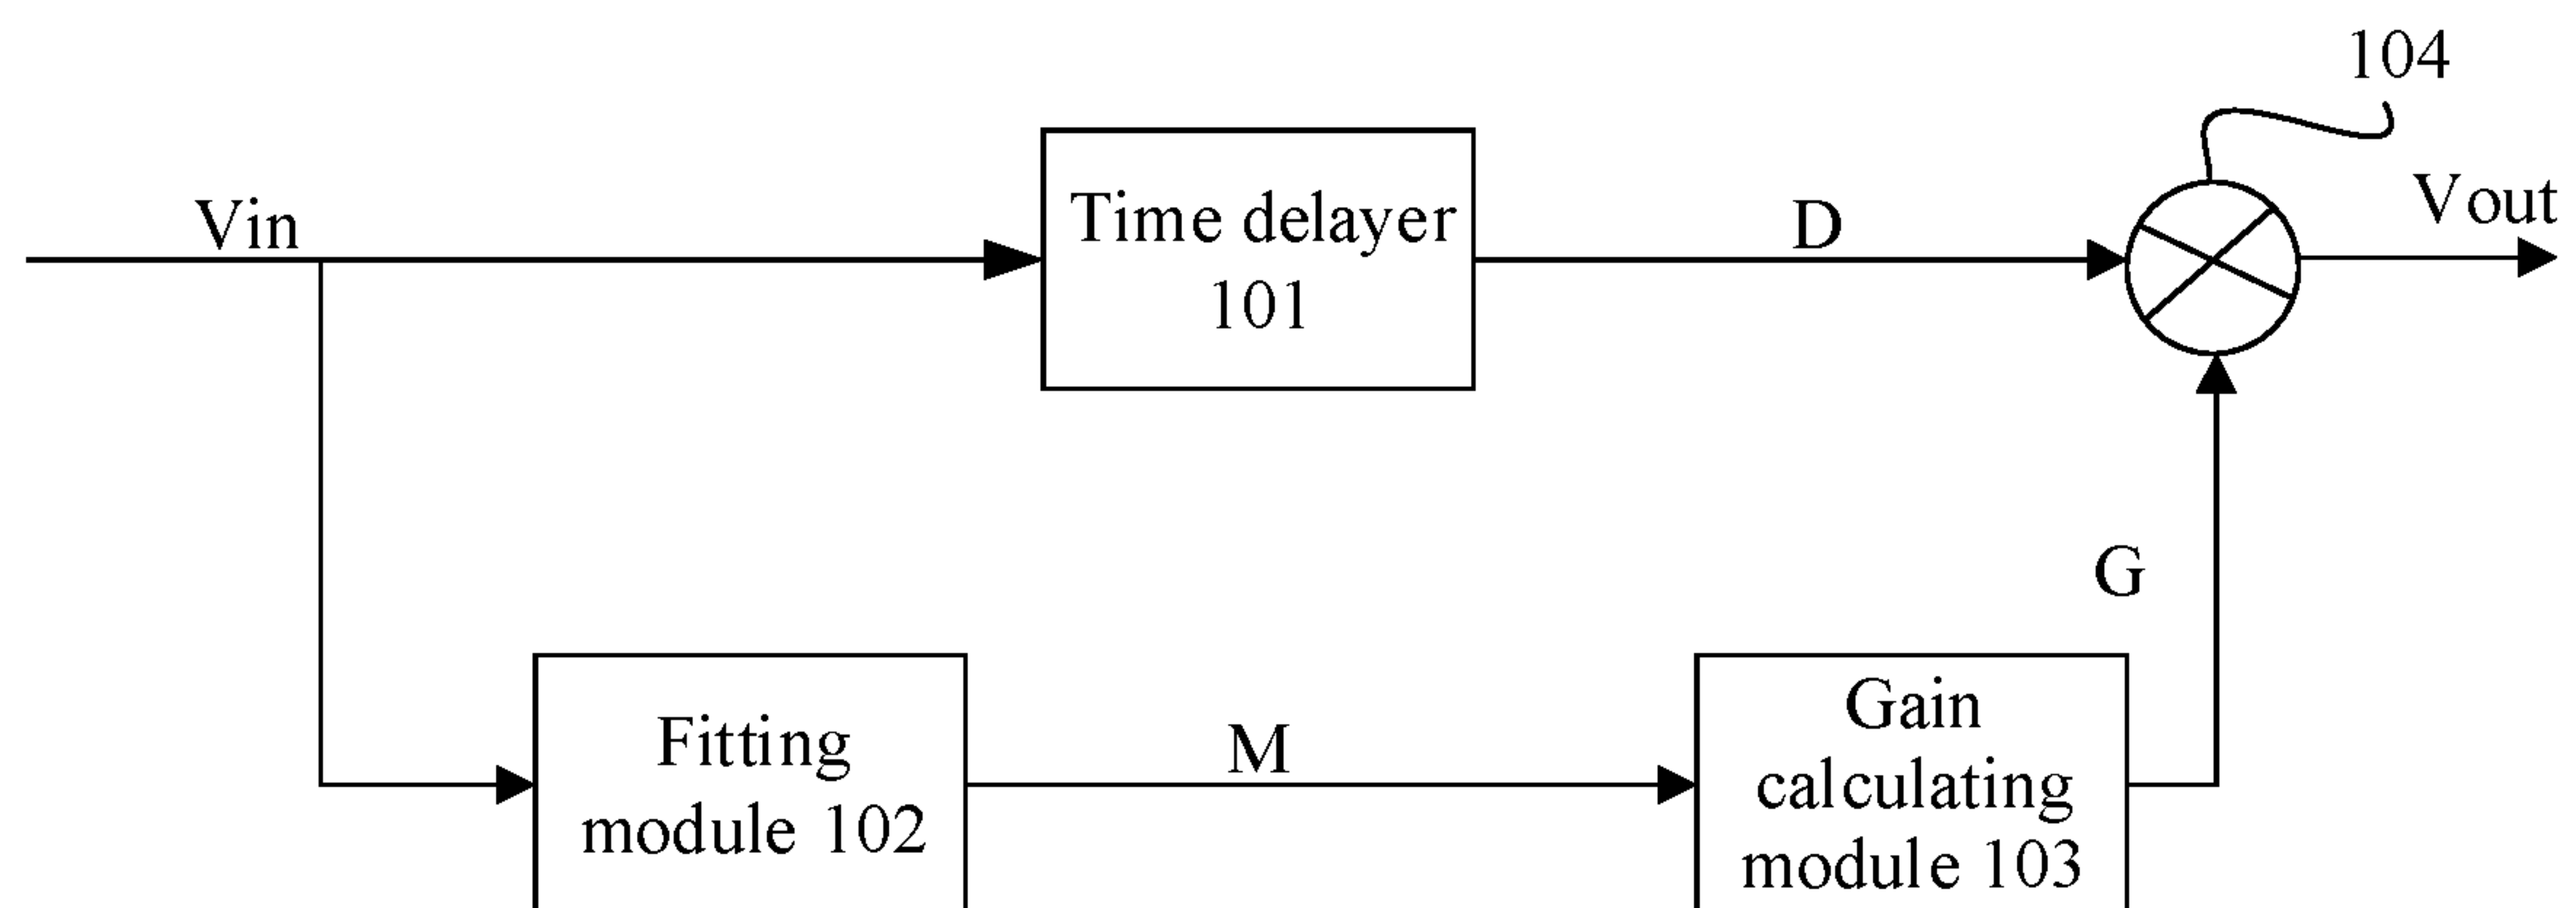 104
Vin
Time delayer
101
D
Vout
G
Fitting
module 102
M
Gain
calculating
module 103